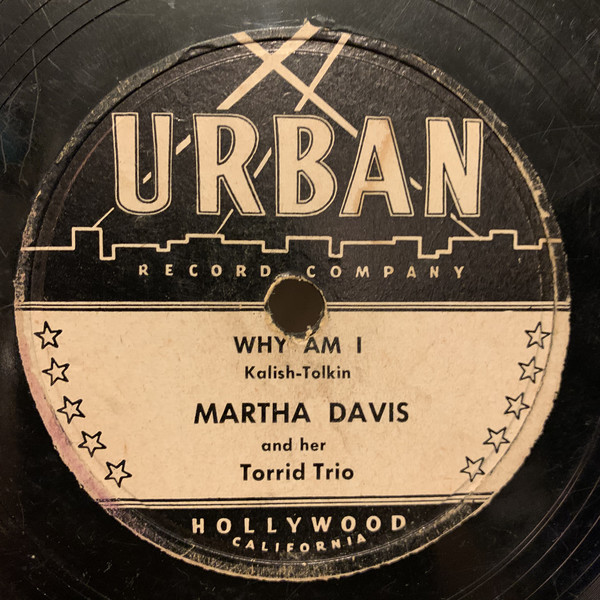 URBAN
RECORD COMPANY
WHY AM I
Kalish-Tolkin
MARTHA DAVIS
and her
Torrid Trio
HOLLYWOOD
CALIFORNIA